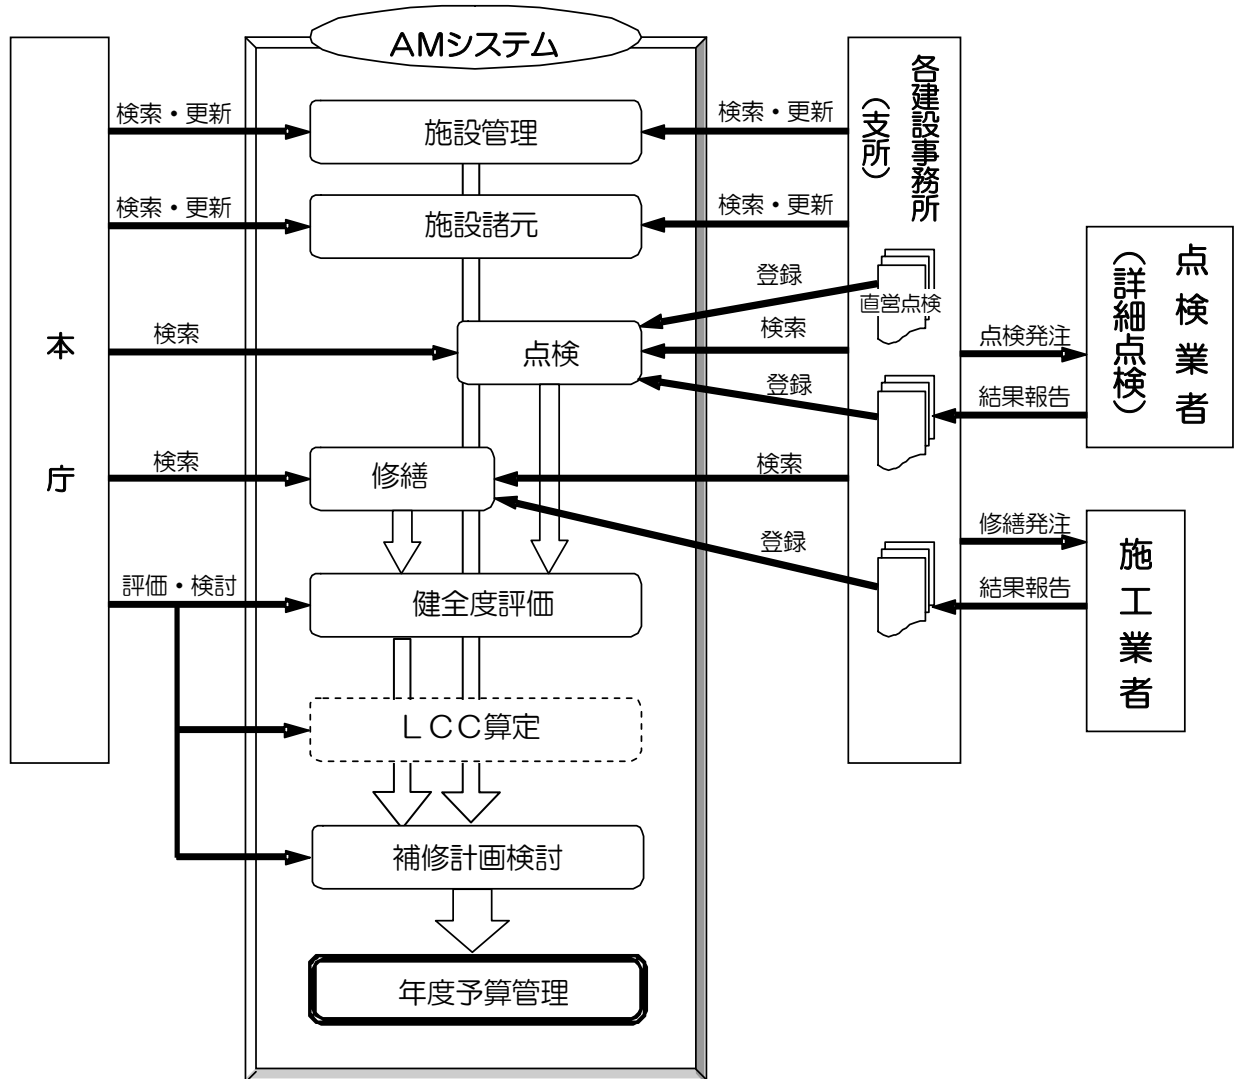 AMシステム
本庁
検索・更新
施設管理
検索・更新
各建設事務所
(支所)
検索・更新
施設諸元
検索・更新
登録
直営点検
検索
点検
検索
登録
点検発注
結果報告
点検業者
(詳細点検)
検索
修繕
検索
登録
修繕発注
結果報告
施工業者
評価・検討
健全度評価
LCC算定
補修計画検討
年度予算管理